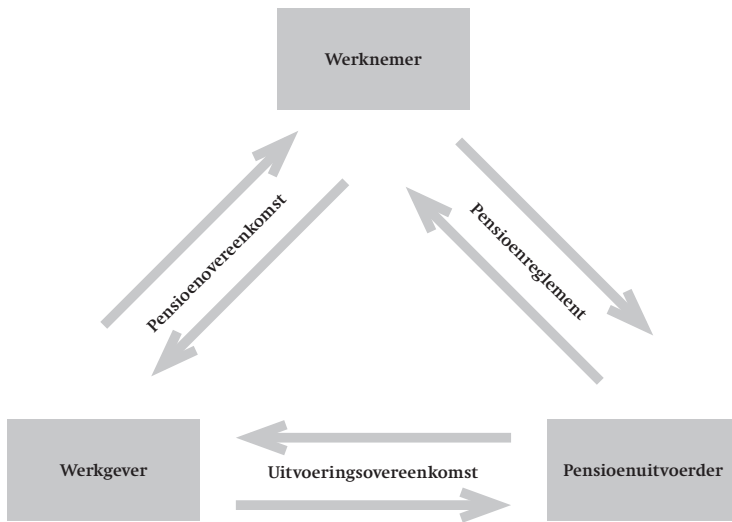 Werknemer
Pensioenovereenkomst
Pensioenreglement
Werkgever
Uitvoeringsovereenkomst
Pensioenuitvoerder